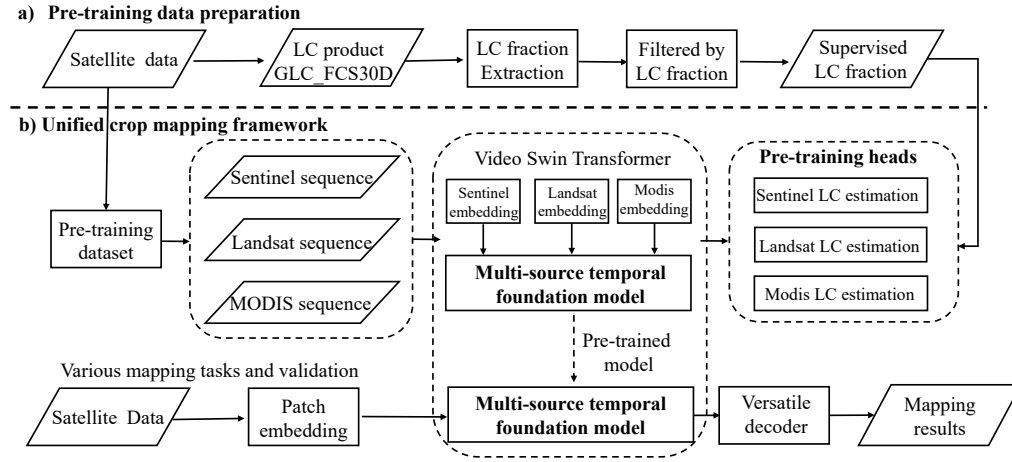 a) Pre-training data preparation
Satellite data
LC product
GLC_FCS30D
LC fraction
Extraction
Filtered by
LC fraction
Supervised
LC fraction
b) Unified crop mapping framework
Sentinel sequence
Landsat sequence
MODIS sequence
Pre-training
dataset
Video Swin Transformer
Sentinel
embedding
Landsat
embedding
Modis
embedding
Multi-source temporal
foundation model
Pre-training heads
Sentinel LC estimation
Landsat LC estimation
Modis LC estimation
Pre-trained
model
Various mapping tasks and validation
Satellite Data
Patch
embedding
Multi-source temporal
foundation model
Versatile
decoder
Mapping
results